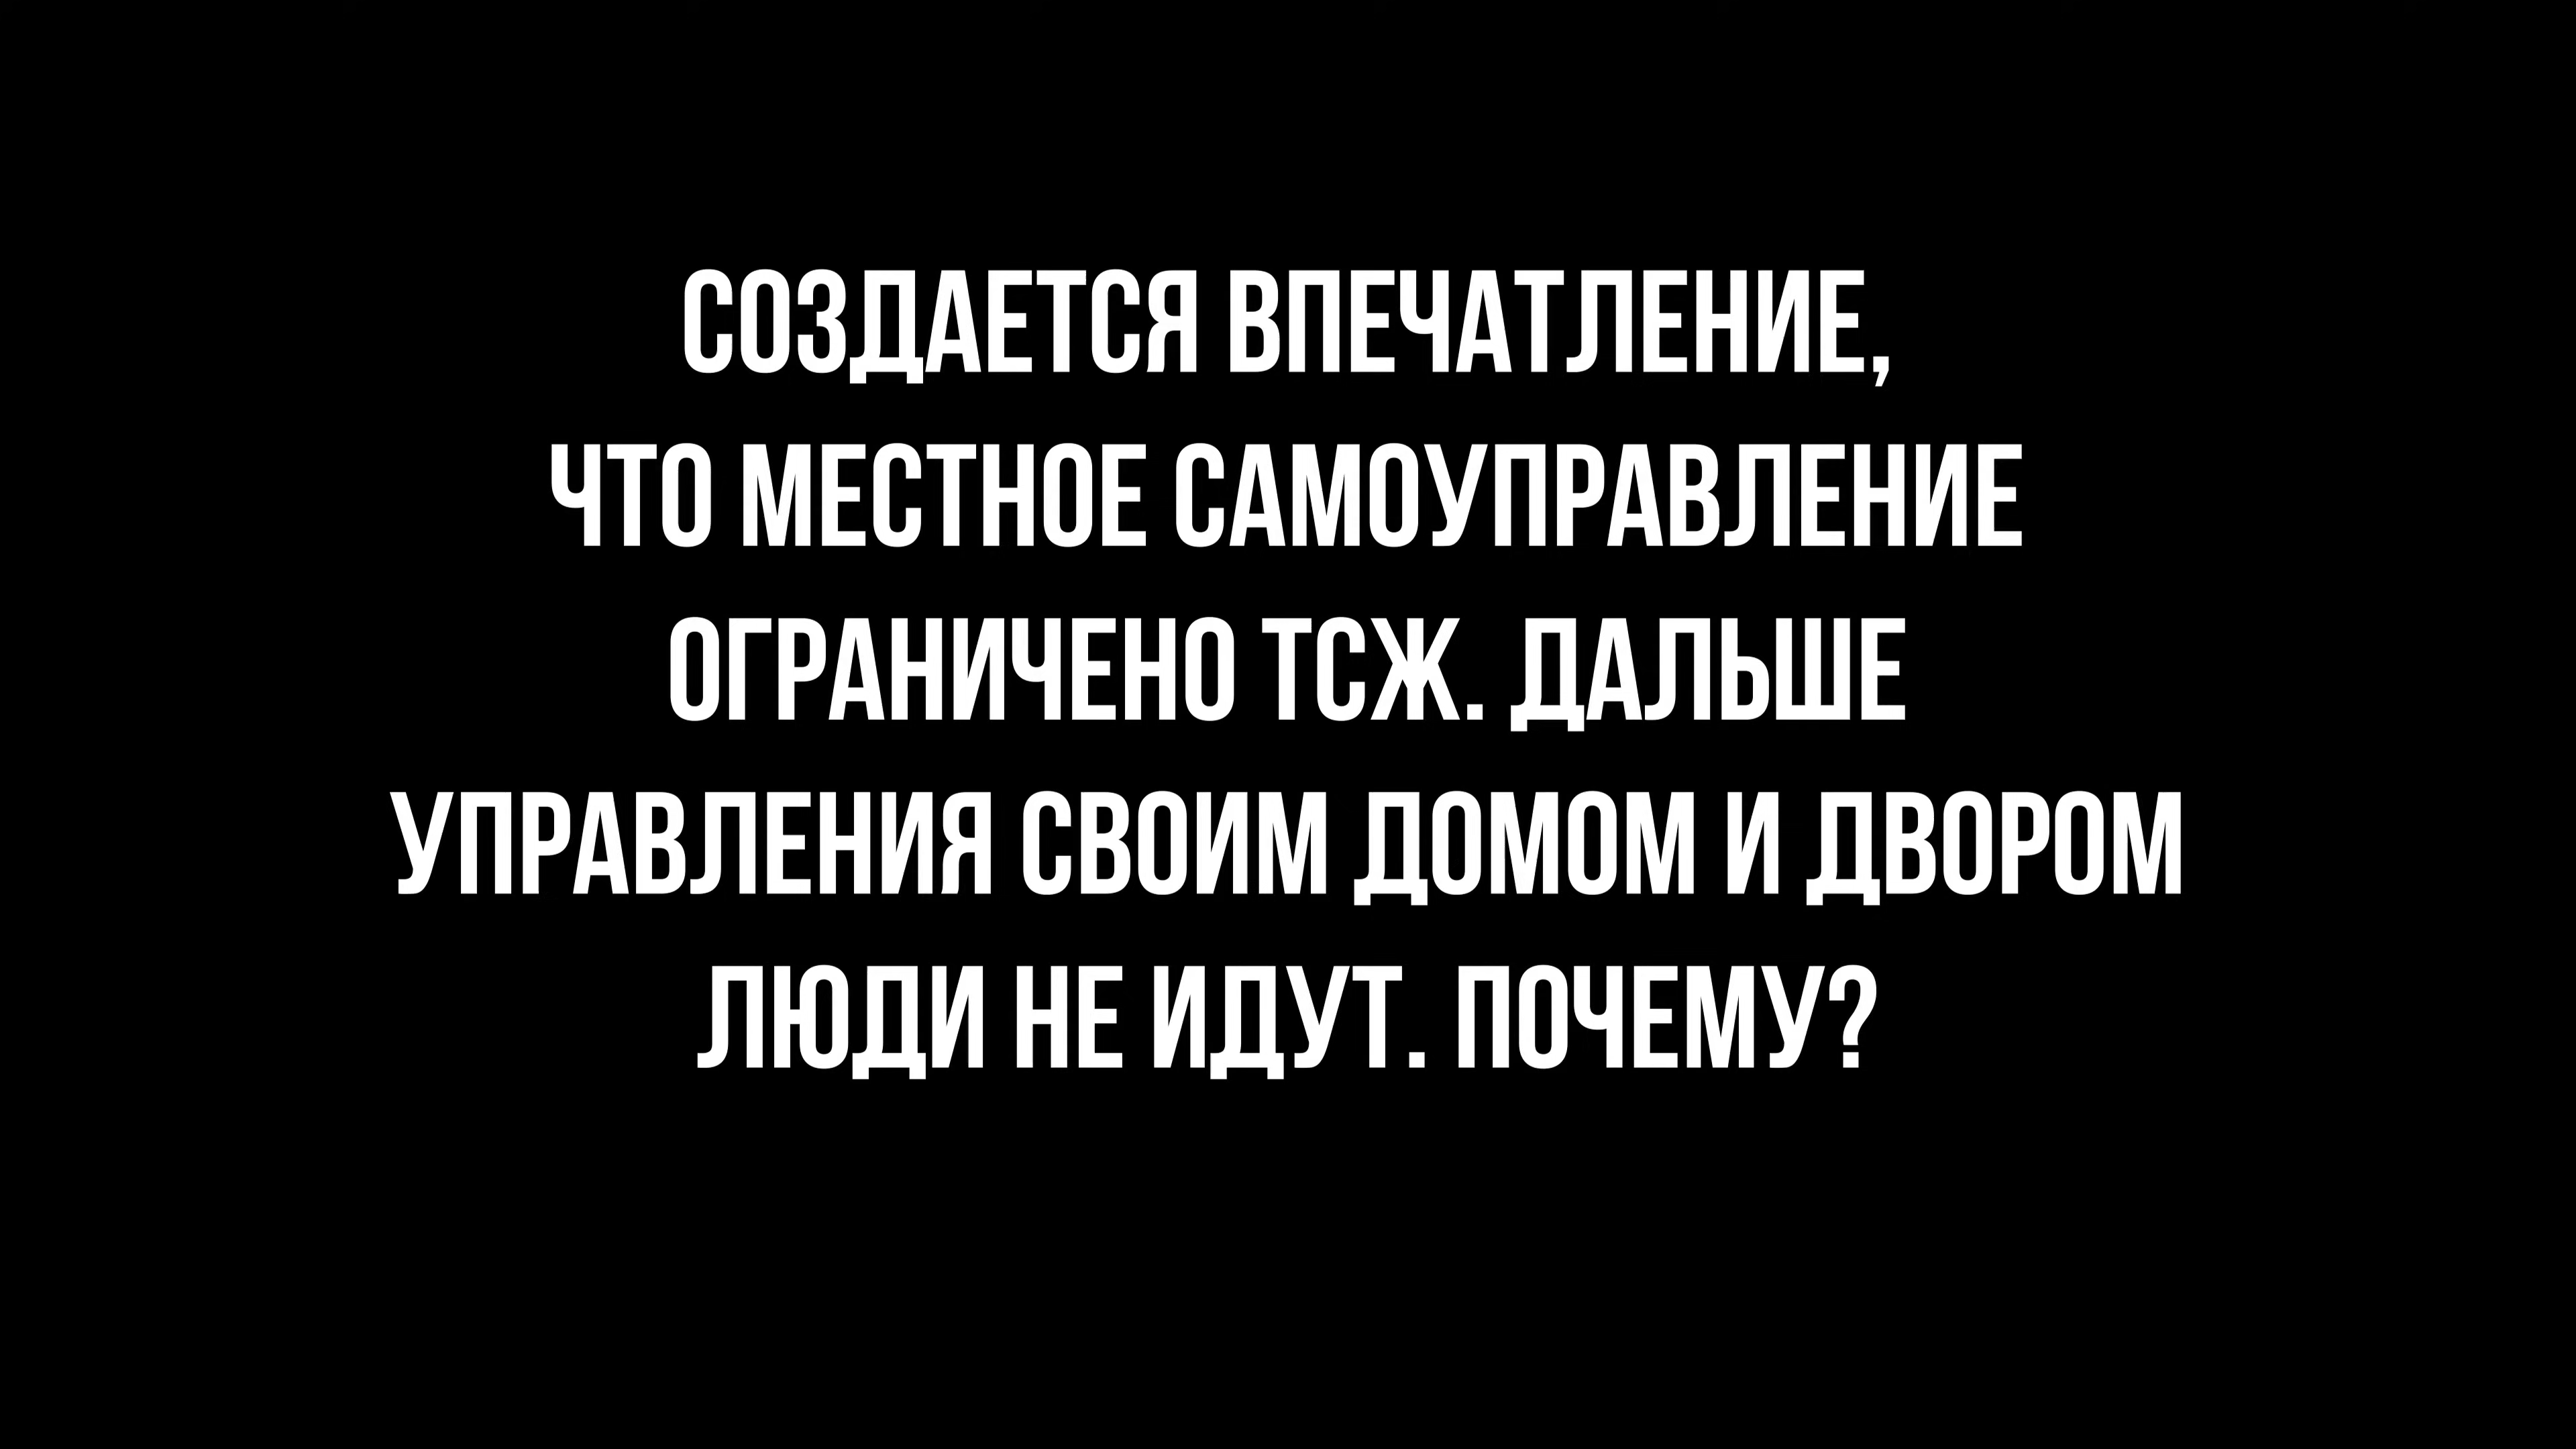 СОЗДАЕТСЯ ВПЕЧАТЛЕНИЕ,
ЧТО МЕСТНОЕ САМОУПРАВЛЕНИЕ
ОГРАНИЧЕНО ТСЖ. ДАЛЬШЕ
УПРАВЛЕНИЯ СВОИМ ДОМОМ И ДВОРОМ
ЛЮДИ НЕ ИДУТ. ПОЧЕМУ?